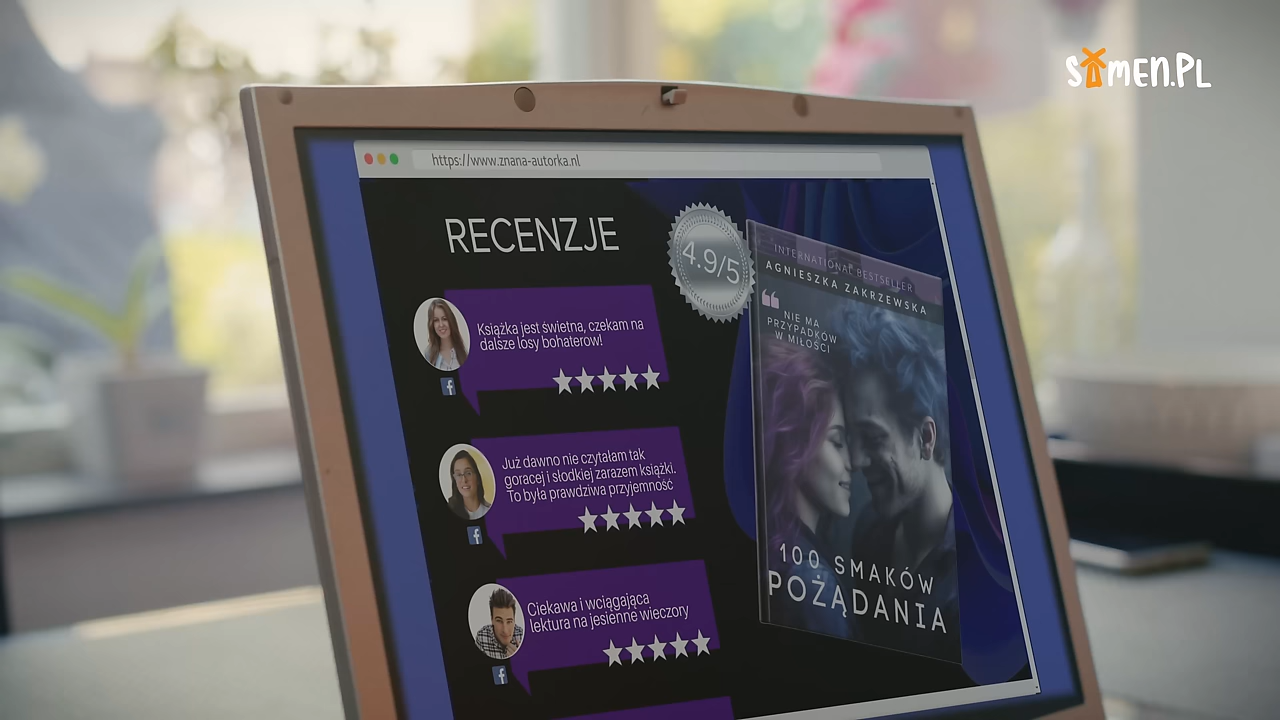 SAMEN.PL
https://www.znana-autorka.nl
RECENZJE
4.9/5
Książka jest świetna, czekam na
dalsze losy bohaterow!
Już dawno nie czytałam tak
goracej i słodkiej zarazem książki.
To była prawdziwa przyjemność
Ciekawa i wciągająca
lektura na jesienne wieczory
INTERNATIONAL BESTSELLER
AGNIESZKA ZAKRZEWSKA
NIE MA
PRZYPADKÓW
W MIŁOŚCI
100 SMAKÓW
POŻĄDANIA